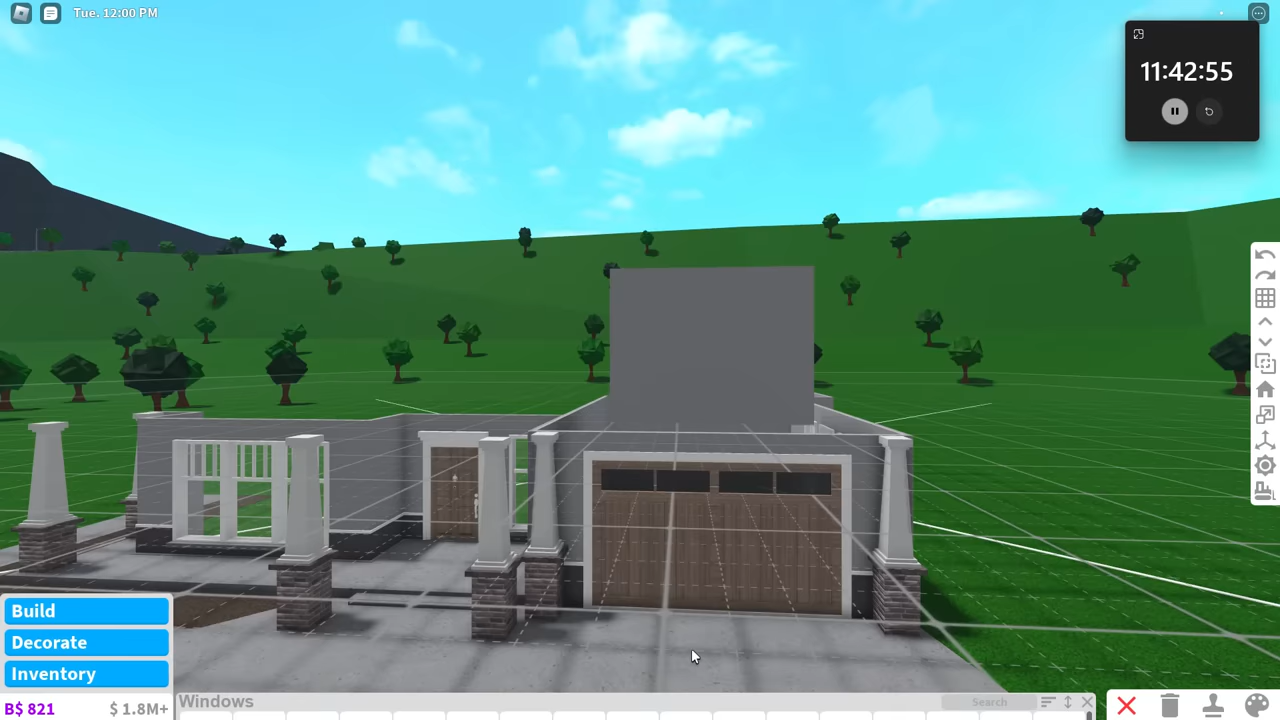 Tue. 12:00 PM
11:42:55
Build
Decorate
Inventory
B$ 821
$ 1.8M+
Windows
Search